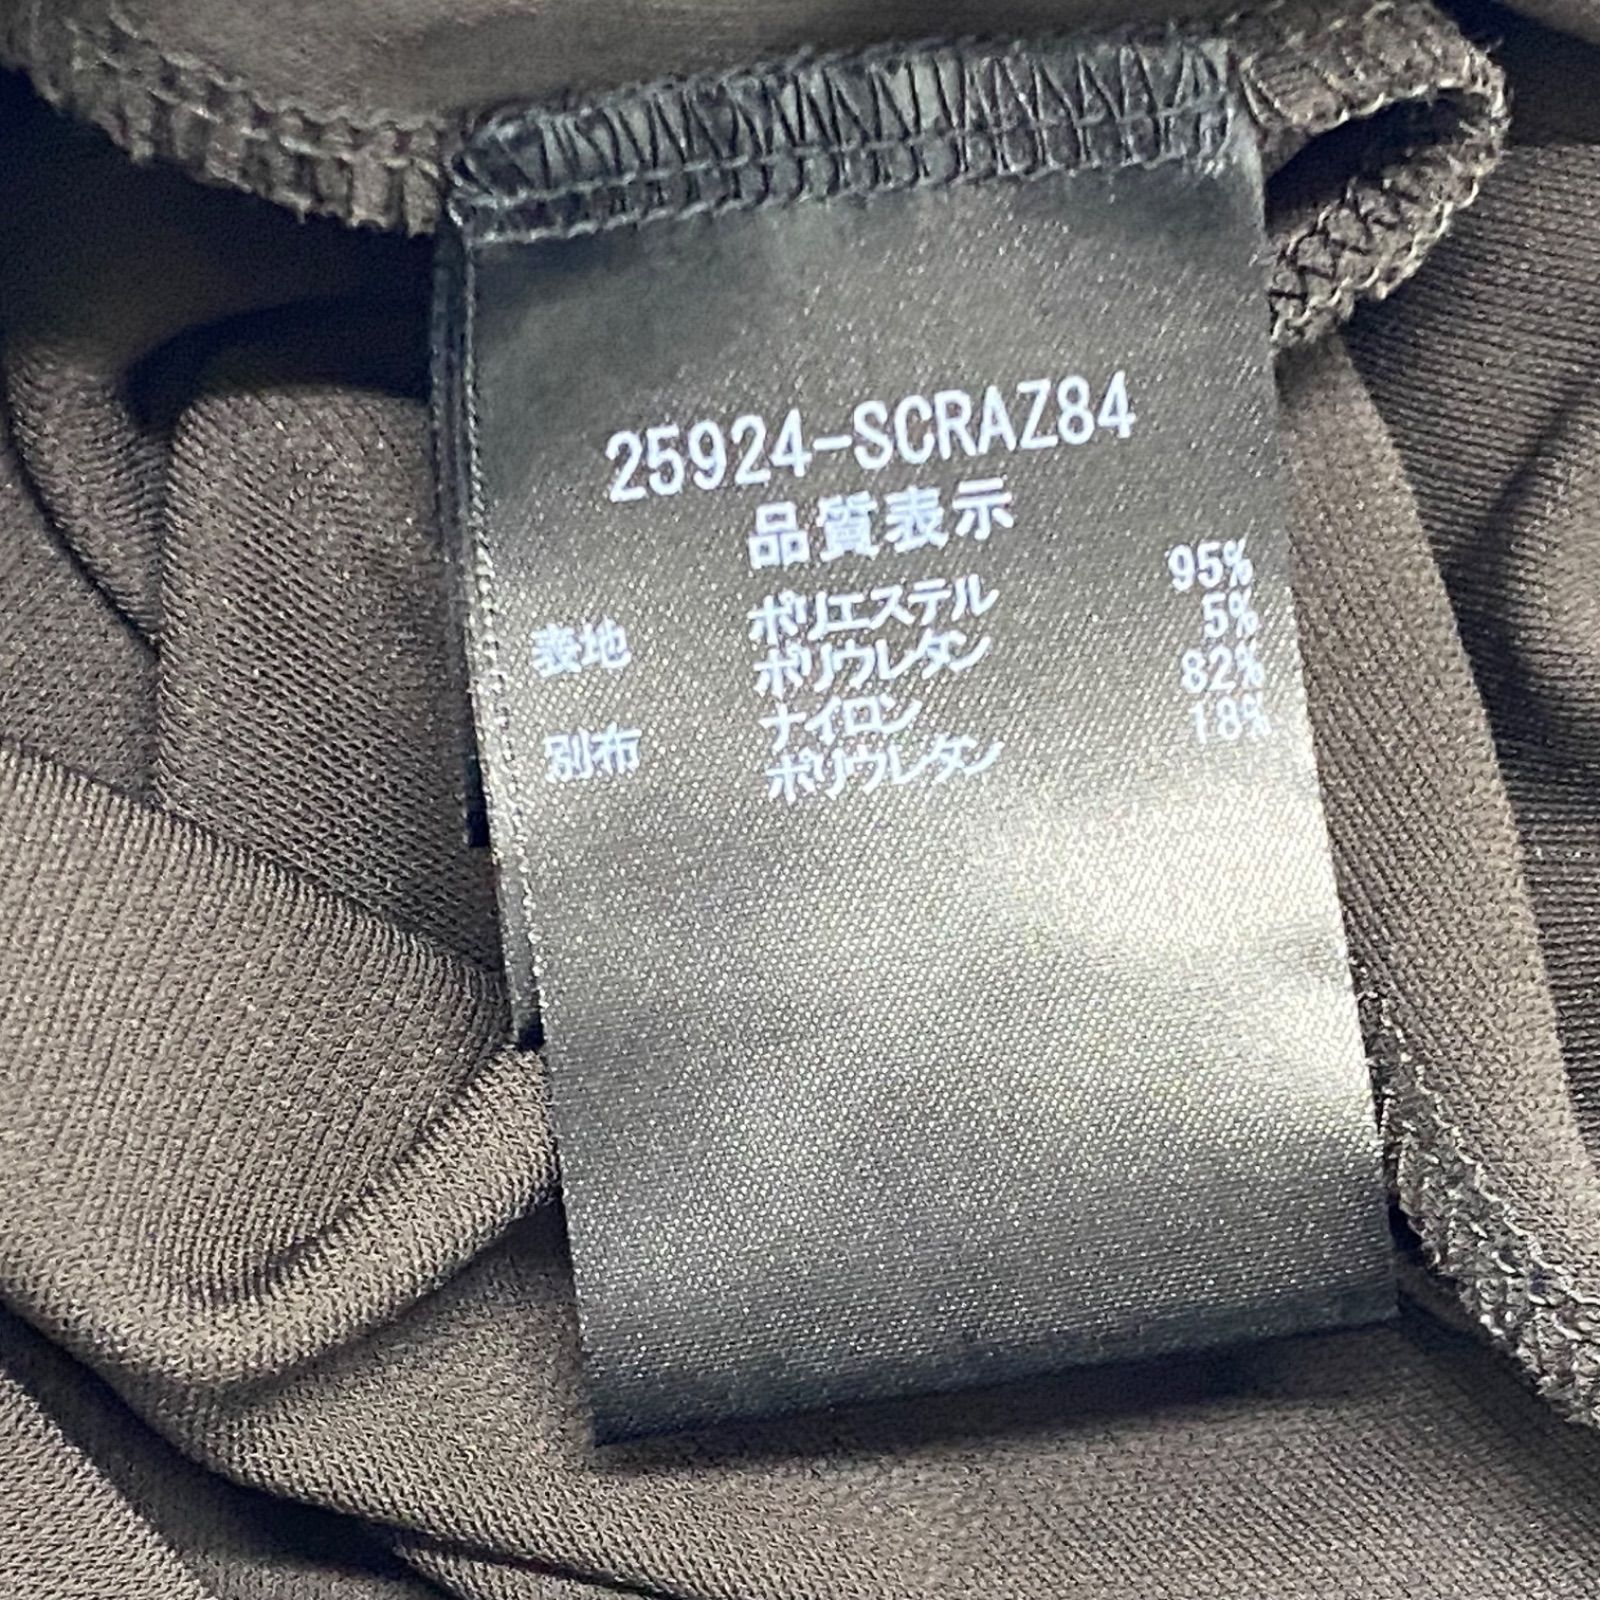 25924-SCRAZ84
品質表示
表地 ポリエステル 95%
ポリウレタン 5%
別布 ナイロン 82%
ポリウレタン 18%